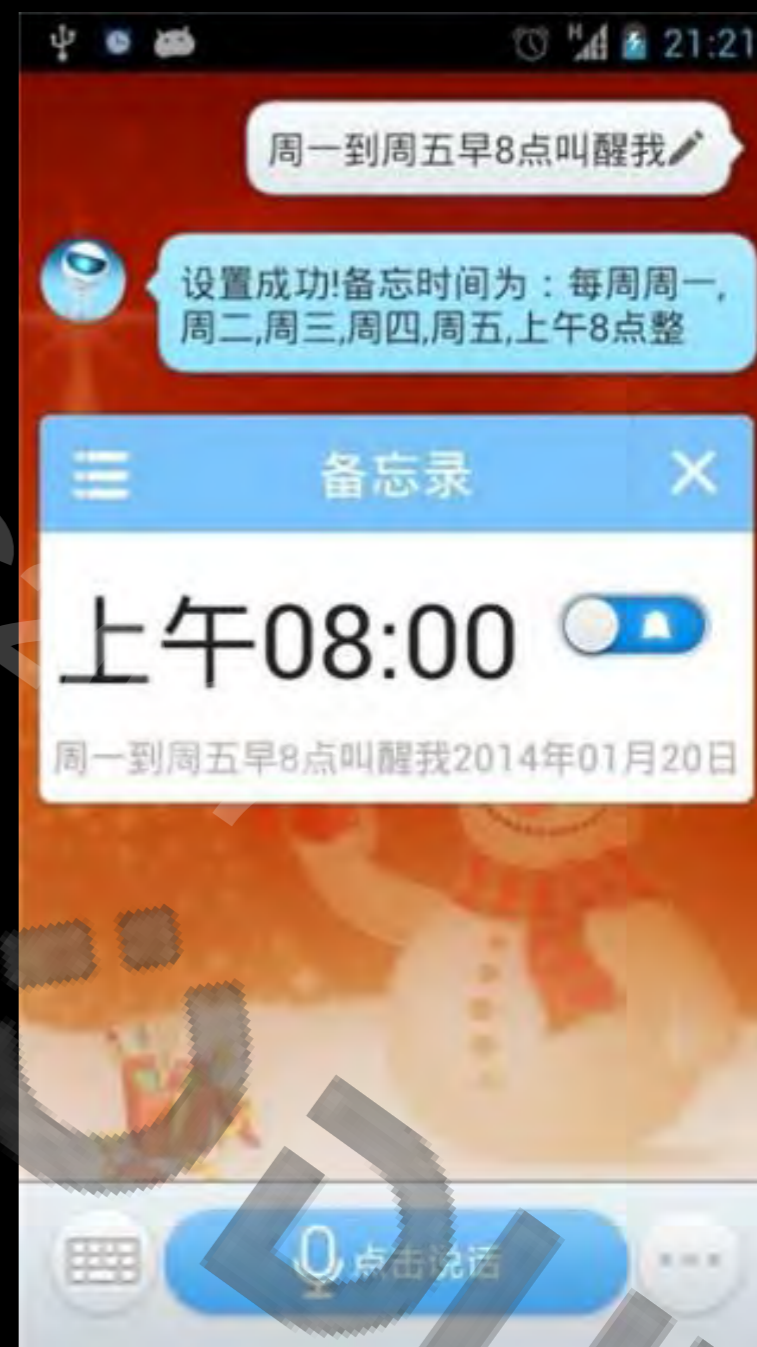 H 21:21
周一到周五早8点叫醒我
设置成功!备忘时间为：每周周一,
周二,周三,周四,周五,上午8点整
备忘录
上午08:00
周一到周五早8点叫醒我2014年01月20日
点击说话